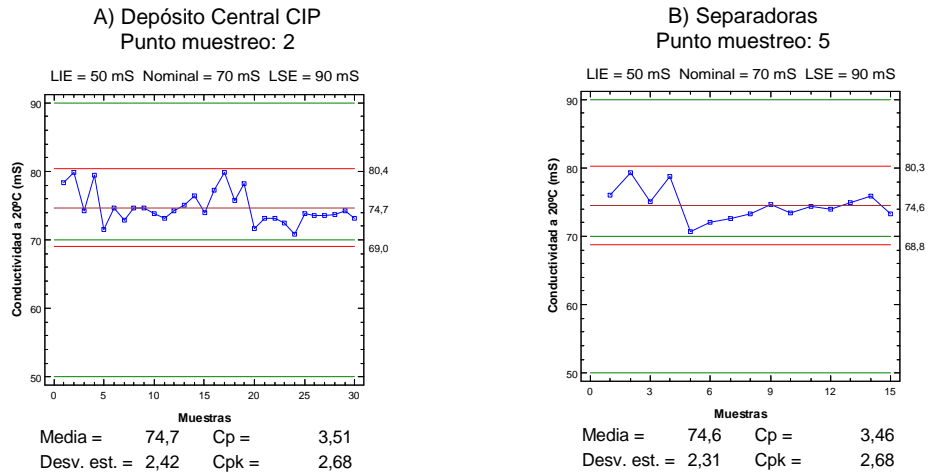 A) Depósito Central CIP
Punto muestreo: 2
LIE = 50 mS  Nominal = 70 mS  LSE = 90 mS
Conductividad a 20ºC (mS)
90
80
70
60
50
80,4
74,7
69,0
0 5 10 15 20 25 30
Muestras
Media = 74,7 Cp = 3,51
Desv. est. = 2,42 Cpk = 2,68
B) Separadoras
Punto muestreo: 5
LIE = 50 mS  Nominal = 70 mS  LSE = 90 mS
Conductividad a 20ºC (mS)
90
80
70
60
50
80,3
74,6
68,8
0 3 6 9 12 15
Muestras
Media = 74,6 Cp = 3,46
Desv. est. = 2,31 Cpk = 2,68